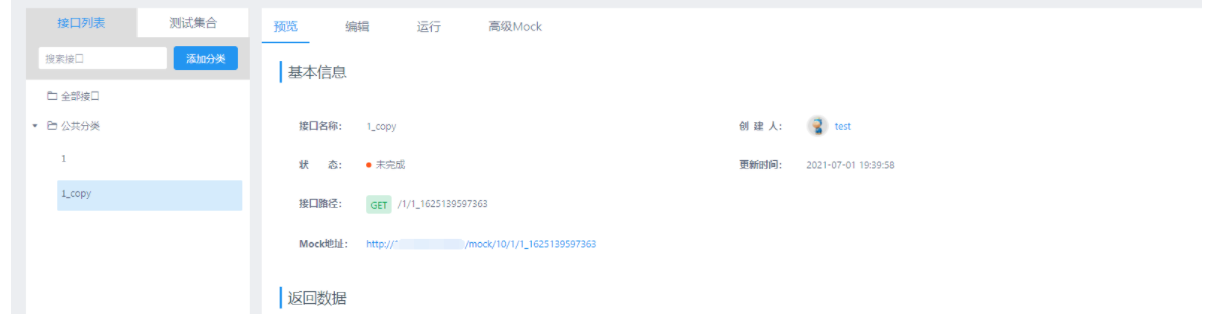 接口列表
测试集合
搜索接口
添加分类
全部接口
公共分类
1
1_copy
预览
编辑
运行
高级Mock
基本信息
接口名称: 1_copy
创 建 人: test
状 态: 未完成
更新时间: 2021-07-01 19:39:58
接口路径: GET /1/1_1625139597363
Mock地址: http://1 /mock/10/1/1_1625139597363
返回数据